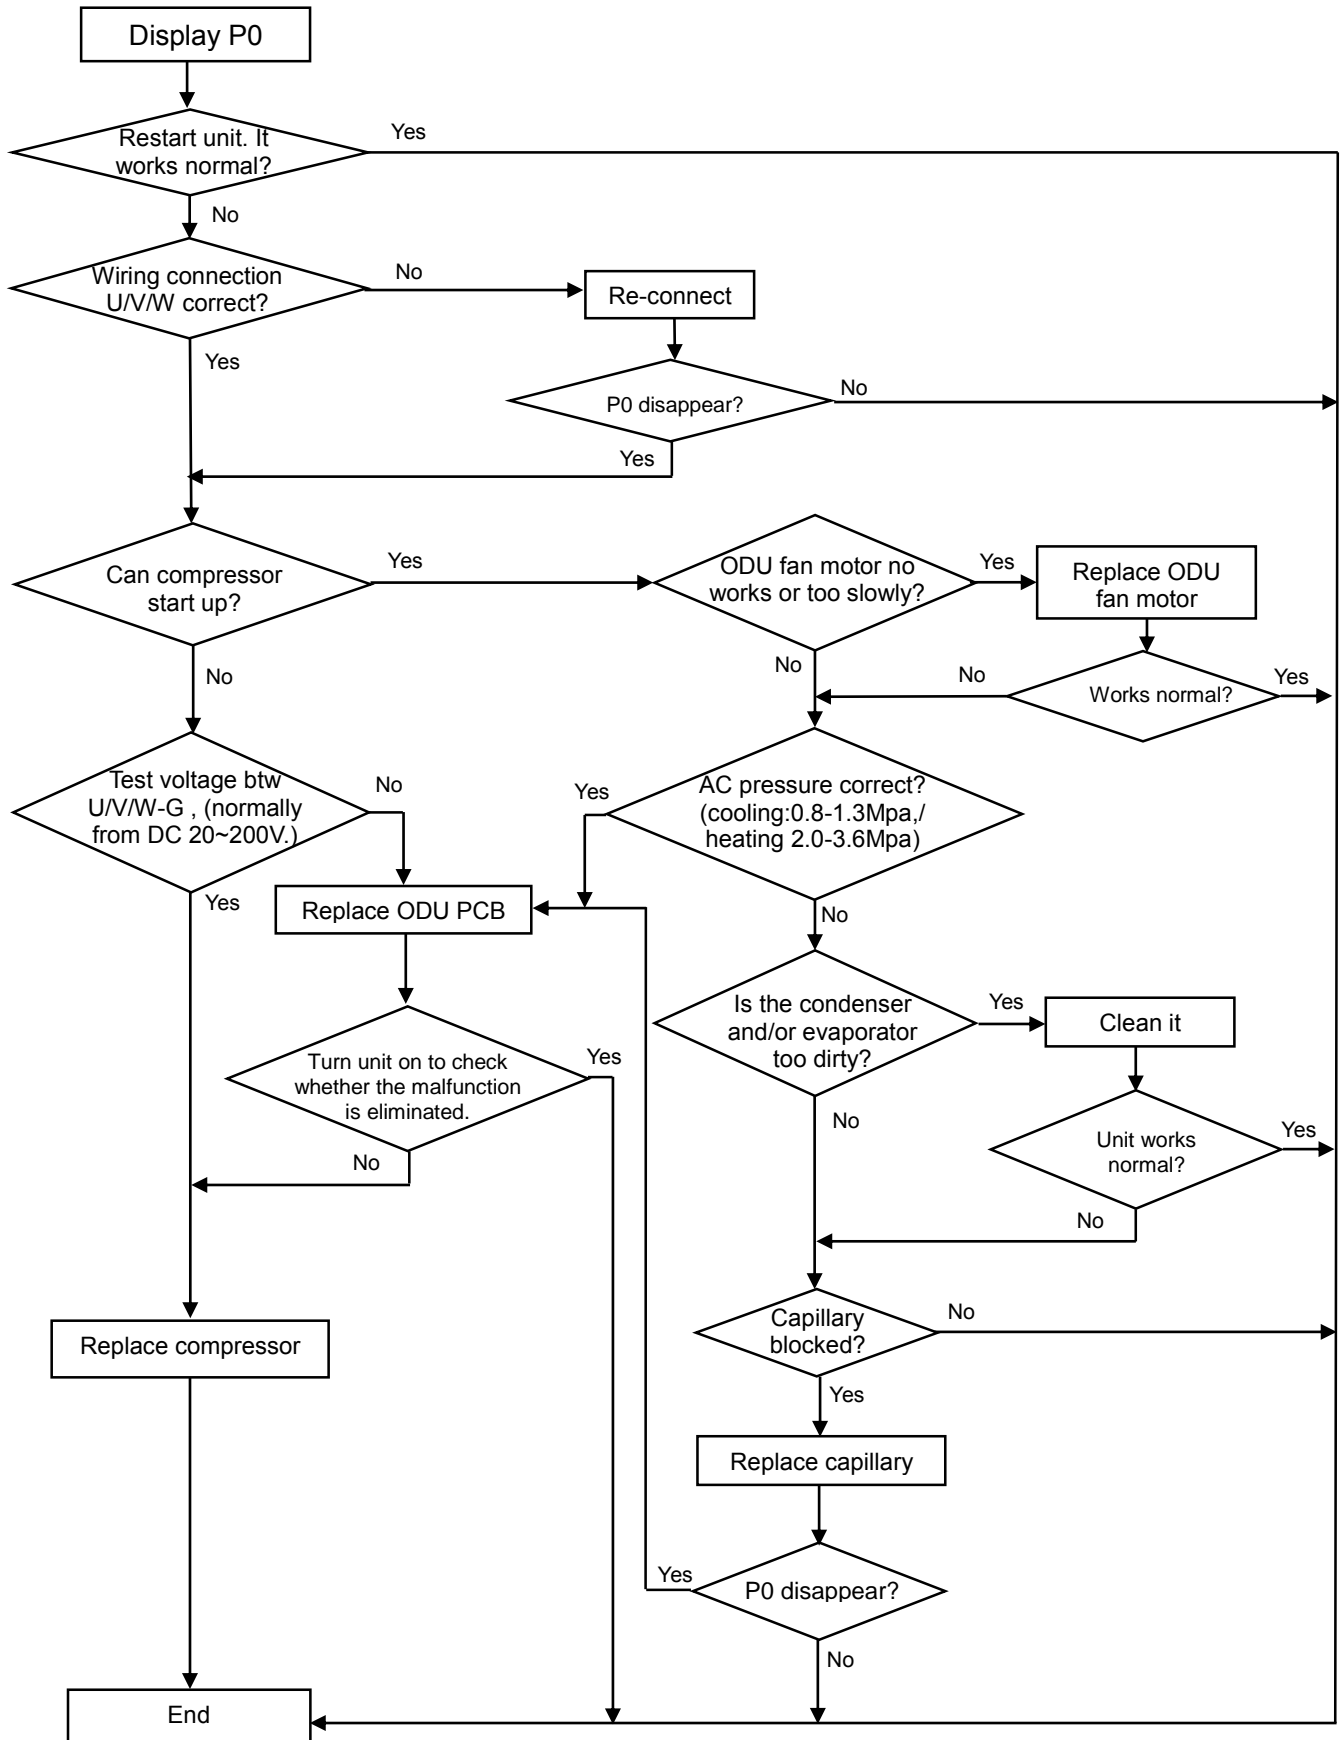 Display P0
Restart unit. It
works normal?
Yes
No
Wiring connection
U/V/W correct?
No
Re-connect
Yes
P0 disappear?
No
Yes
Can compressor
start up?
Yes
ODU fan motor no
works or too slowly?
Yes
Replace ODU
fan motor
No
No
No
Works normal?
Yes
Test voltage btw
U/V/W-G , (normally
from DC 20~200V.)
No
Yes
AC pressure correct?
(cooling:0.8-1.3Mpa,/
heating 2.0-3.6Mpa)
Yes
Replace ODU PCB
No
Is the condenser
and/or evaporator
too dirty?
Yes
Clean it
Turn unit on to check
whether the malfunction
is eliminated.
Yes
No
No
Unit works
normal?
Yes
No
Replace compressor
Capillary
blocked?
No
Yes
Replace capillary
Yes
P0 disappear?
No
End